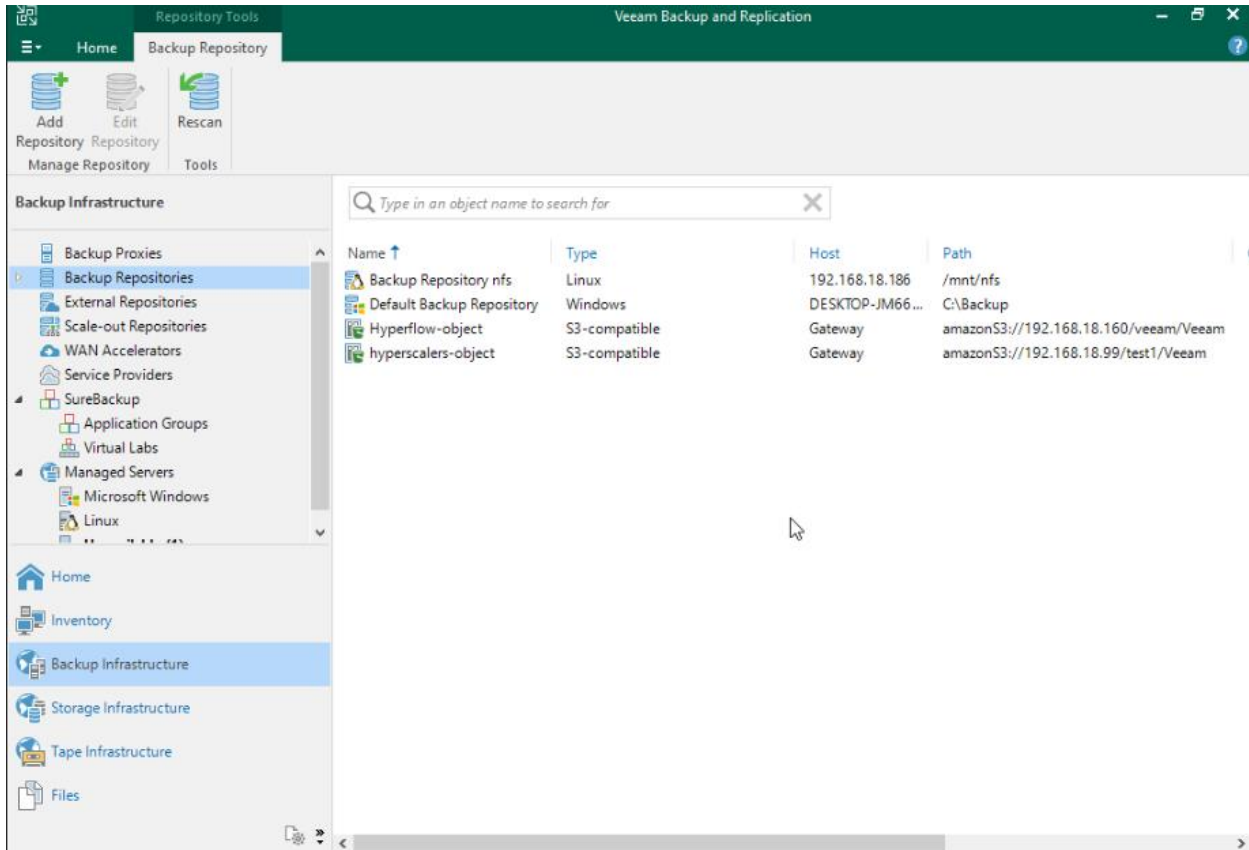 Repository Tools
Veeam Backup and Replication
Home
Backup Repository
Add
Repository
Edit
Repository
Rescan
Manage Repository
Tools
Backup Infrastructure
Backup Proxies
Backup Repositories
External Repositories
Scale-out Repositories
WAN Accelerators
Service Providers
SureBackup
Application Groups
Virtual Labs
Managed Servers
Microsoft Windows
Linux
Home
Inventory
Backup Infrastructure
Storage Infrastructure
Tape Infrastructure
Files
Type in an object name to search for
Name Type Host Path
Backup Repository nfs Linux 192.168.18.186 /mnt/nfs
Default Backup Repository Windows DESKTOP-JM66... C:\Backup
Hyperflow-object S3-compatible Gateway amazonS3://192.168.18.160/veeam/Veeam
hyperscalers-object S3-compatible Gateway amazonS3://192.168.18.99/test1/Veeam